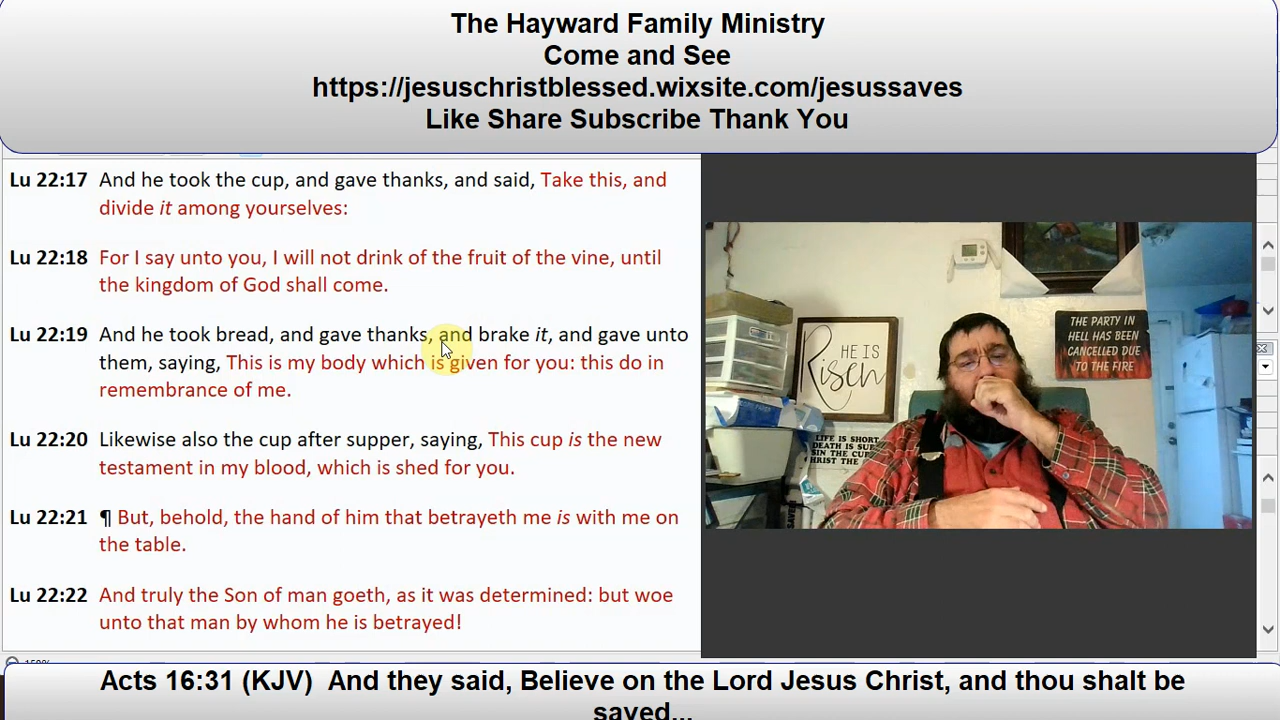 The Hayward Family Ministry
Come and See
https://jesuschristblessed.wixsite.com/jesussaves
Like Share Subscribe Thank You
Lu 22:17 And he took the cup, and gave thanks, and said, Take this, and
divide it among yourselves:
Lu 22:18 For I say unto you, I will not drink of the fruit of the vine, until
the kingdom of God shall come.
Lu 22:19 And he took bread, and gave thanks, and brake it, and gave unto
them, saying, This is my body which is given for you: this do in
remembrance of me.
Lu 22:20 Likewise also the cup after supper, saying, This cup is the new
testament in my blood, which is shed for you.
Lu 22:21 ¶ But, behold, the hand of him that betrayeth me is with me on
the table.
Lu 22:22 And truly the Son of man goeth, as it was determined: but woe
unto that man by whom he is betrayed!
HE IS
Risen
THE PARTY IN
HELL HAS BEEN
CANCELLED DUE
TO THE FIRE
LIFE IS SHORT
DEATH IS
SIN THE
CHRIST THE
Acts 16:31 (KJV) And they said, Believe on the Lord Jesus Christ, and thou shalt be
saved...